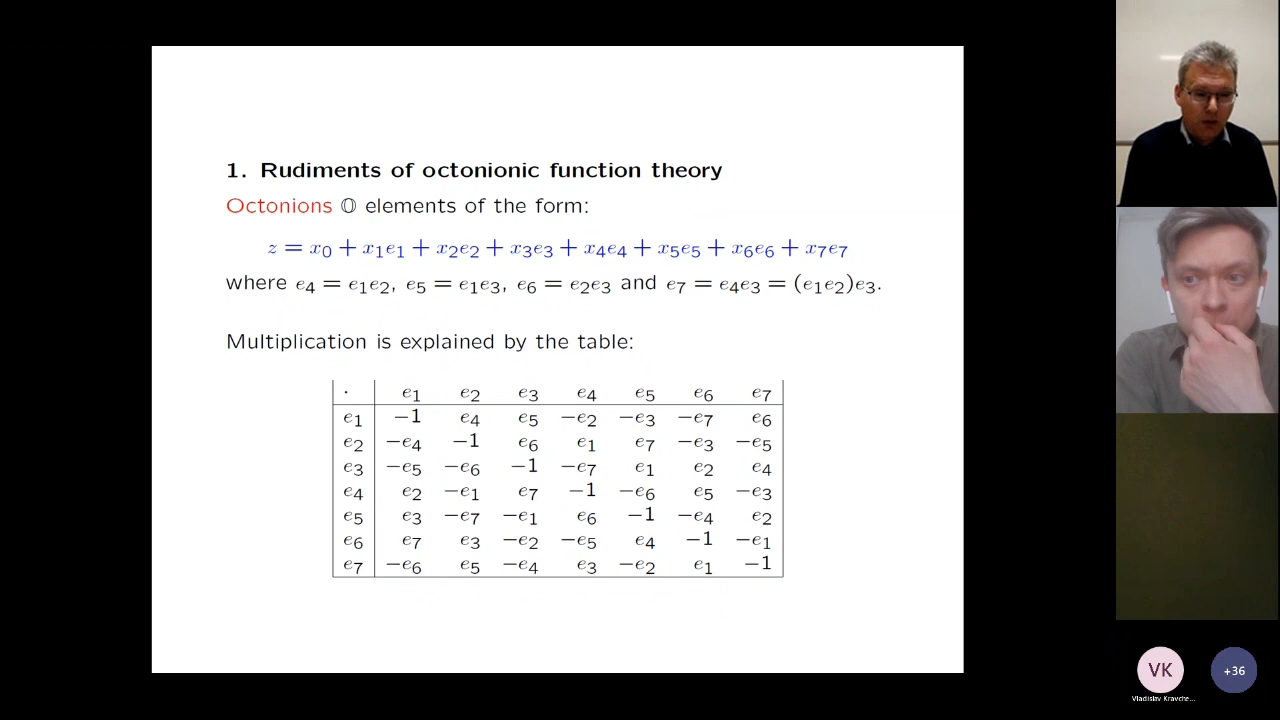 1. Rudiments of octonionic function theory
Octonions 𝕆 elements of the form:
z = x₀ + x₁e₁ + x₂e₂ + x₃e₃ + x₄e₄ + x₅e₅ + x₆e₆ + x₇e₇
where e₄ = e₁e₂, e₅ = e₁e₃, e₆ = e₂e₃ and e₇ = e₄e₃ = (e₁e₂)e₃.
Multiplication is explained by the table:
· e₁ e₂ e₃ e₄ e₅ e₆ e₇
e₁ −1 e₄ e₅ −e₂ −e₃ −e₇ e₆
e₂ −e₄ −1 e₆ e₁ e₇ −e₃ −e₅
e₃ −e₅ −e₆ −1 −e₇ e₁ e₂ e₄
e₄ e₂ −e₁ e₇ −1 −e₆ e₅ −e₃
e₅ e₃ −e₇ −e₁ e₆ −1 −e₄ e₂
e₆ e₇ e₃ −e₂ −e₅ e₄ −1 −e₁
e₇ −e₆ e₅ −e₄ e₃ −e₂ e₁ −1
VK
+36
Vladislav Kravche...